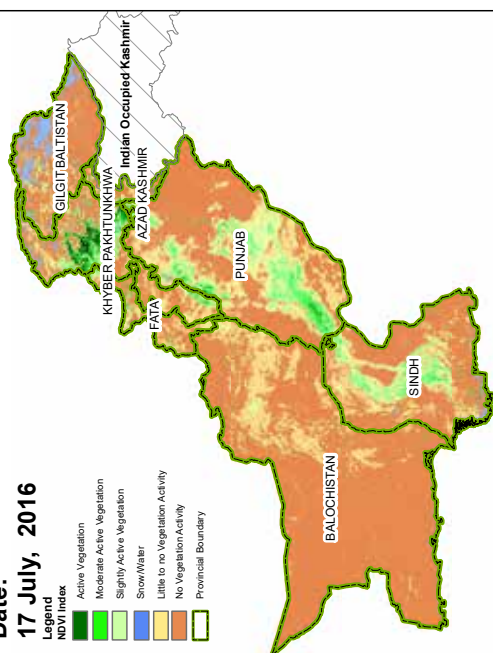 Date:
17 July, 2016
Legend
NDVI Index
Active Vegetation
Moderate Active Vegetation
Slightly Active Vegetation
Snow/Water
Little to no Vegetation Activity
No Vegetation Activity
Provincial Boundary
GILGIT BALTISTAN
Indian Occupied Kashmir
KHYBER PAKHTUNKHWA
AZAD KASHMIR
FATA
PUNJAB
SINDH
BALOCHISTAN